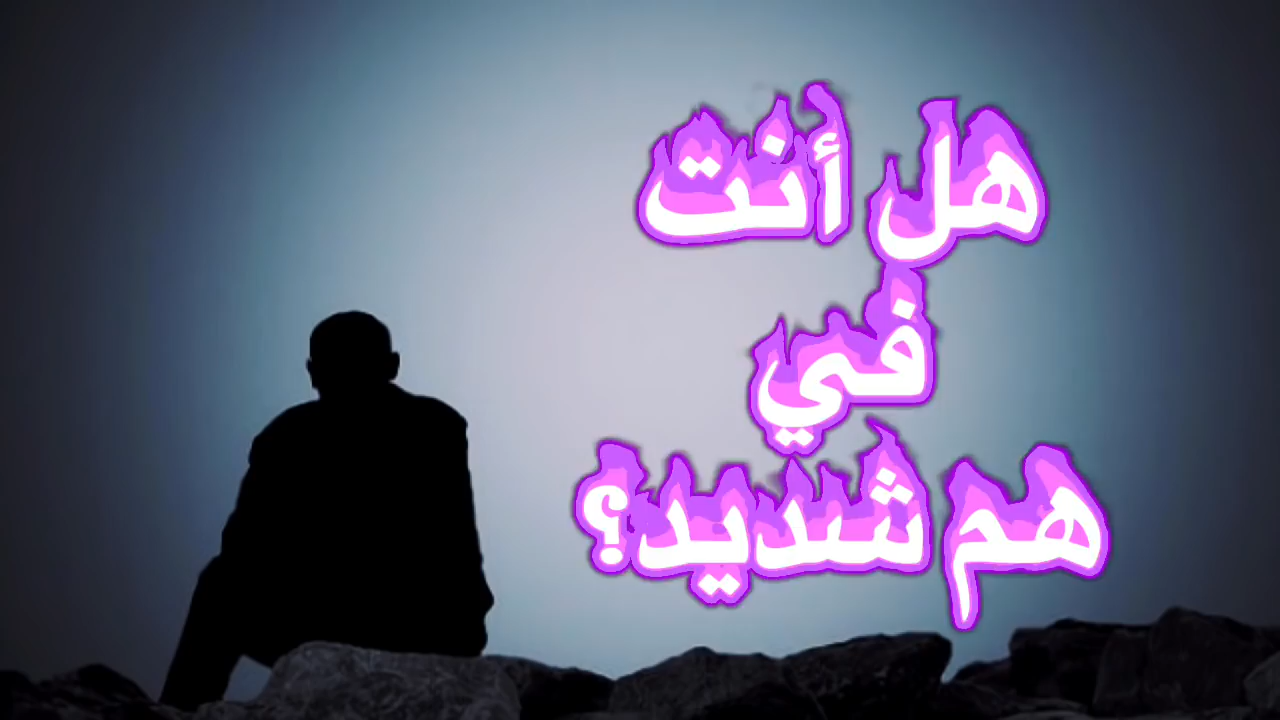 هل أنت
في
هم شديد؟